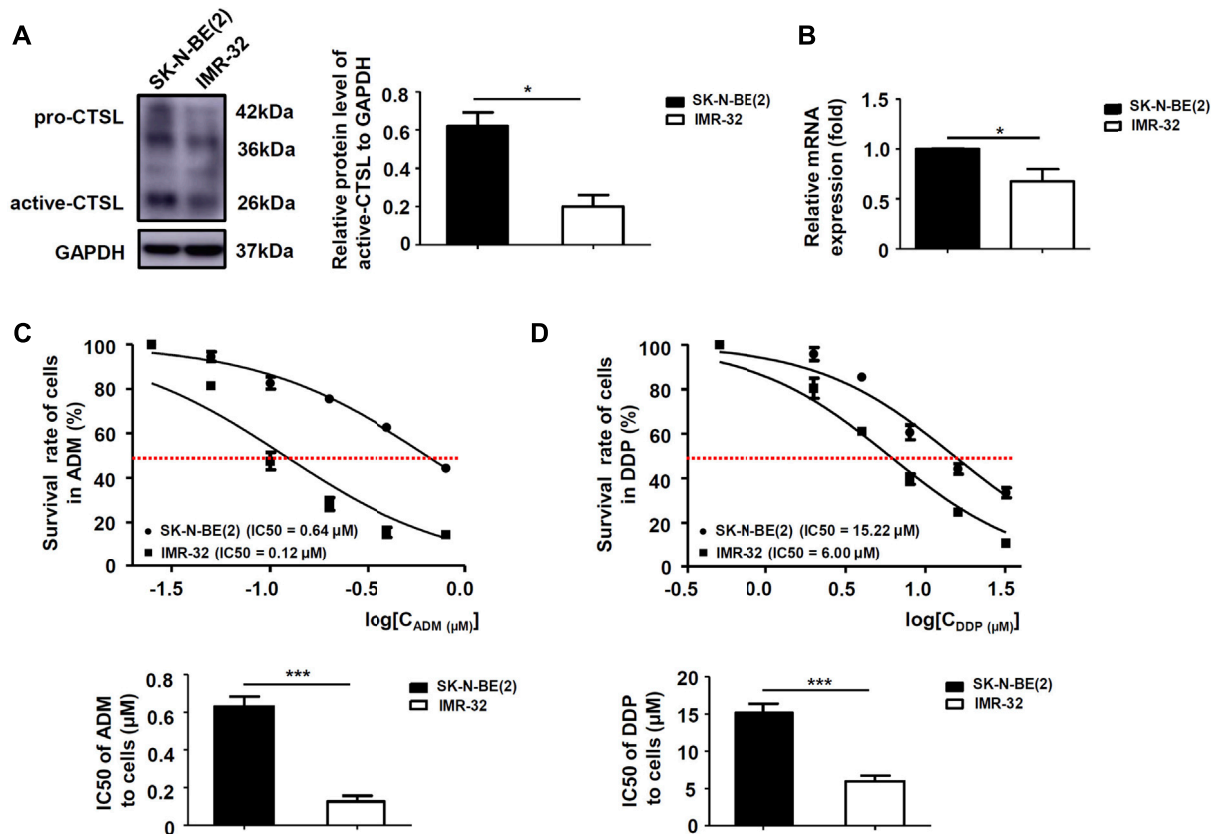 A
SK-N-BE(2)
IMR-32
pro-CTSL
active-CTSL
GAPDH
42kDa
36kDa
26kDa
37kDa
Relative protein level of
active-CTSL to GAPDH
0.8
0.6
0.4
0.2
0
*
SK-N-BE(2)
IMR-32
B
Relative mRNA
expression (fold)
1.5
1.0
0.5
0
*
SK-N-BE(2)
IMR-32
C
Survival rate of cells
in ADM (%)
100
80
60
40
20
0
SK-N-BE(2) (IC50 = 0.64 µM)
IMR-32 (IC50 = 0.12 µM)
-1.5 -1.0 -0.5 0.0
log[C_ADM (µM)]
IC50 of ADM
to cells (µM)
0.8
0.6
0.4
0.2
0
***
SK-N-BE(2)
IMR-32
D
Survival rate of cells
in DDP (%)
100
80
60
40
20
0
SK-N-BE(2) (IC50 = 15.22 µM)
IMR-32 (IC50 = 6.00 µM)
-0.5 0.0 0.5 1.0 1.5
log[C_DDP (µM)]
IC50 of DDP
to cells (µM)
20
15
10
5
0
***
SK-N-BE(2)
IMR-32